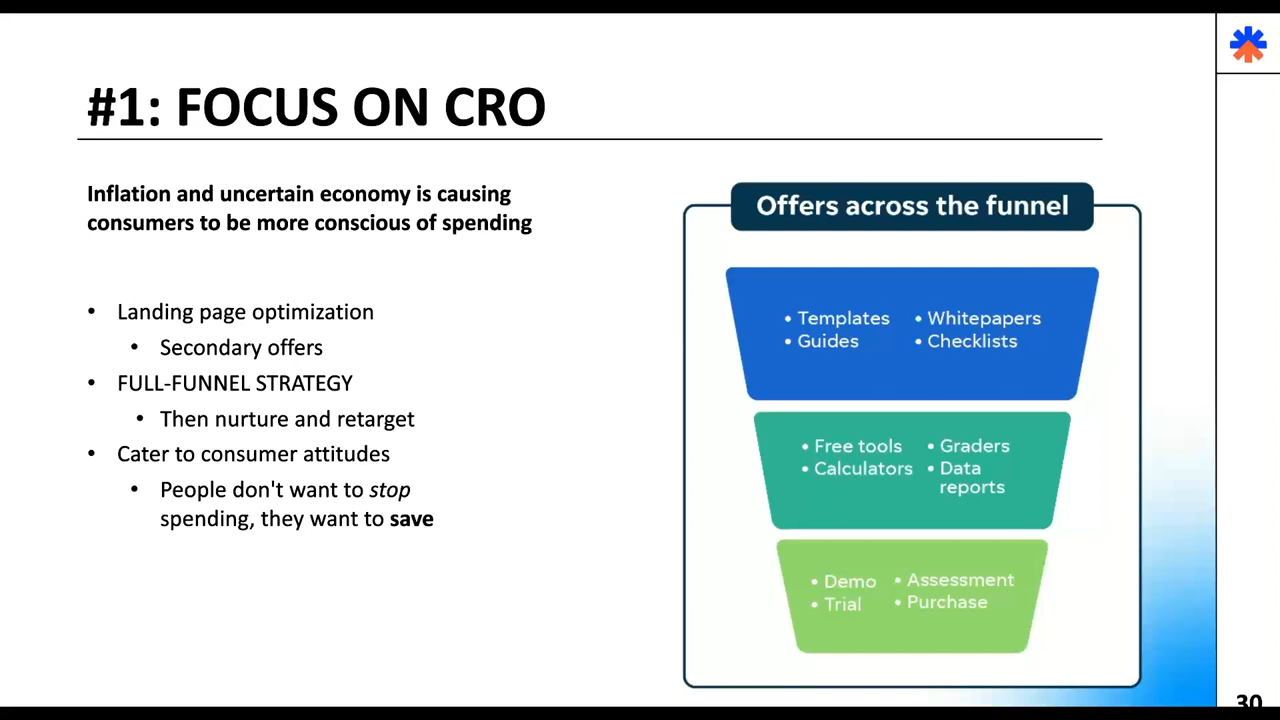 #1: FOCUS ON CRO
Inflation and uncertain economy is causing
consumers to be more conscious of spending
• Landing page optimization
• Secondary offers
• FULL-FUNNEL STRATEGY
• Then nurture and retarget
• Cater to consumer attitudes
• People don't want to stop
spending, they want to save
Offers across the funnel
• Templates • Whitepapers
• Guides • Checklists
• Free tools • Graders
• Calculators • Data
reports
• Demo • Assessment
• Trial • Purchase
30